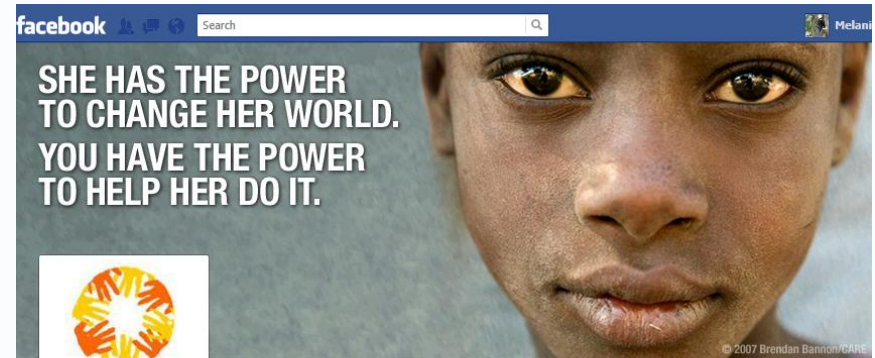 facebook
Search
Melani
SHE HAS THE POWER
TO CHANGE HER WORLD.
YOU HAVE THE POWER
TO HELP HER DO IT.
© 2007 Brendan Bannon/CARE